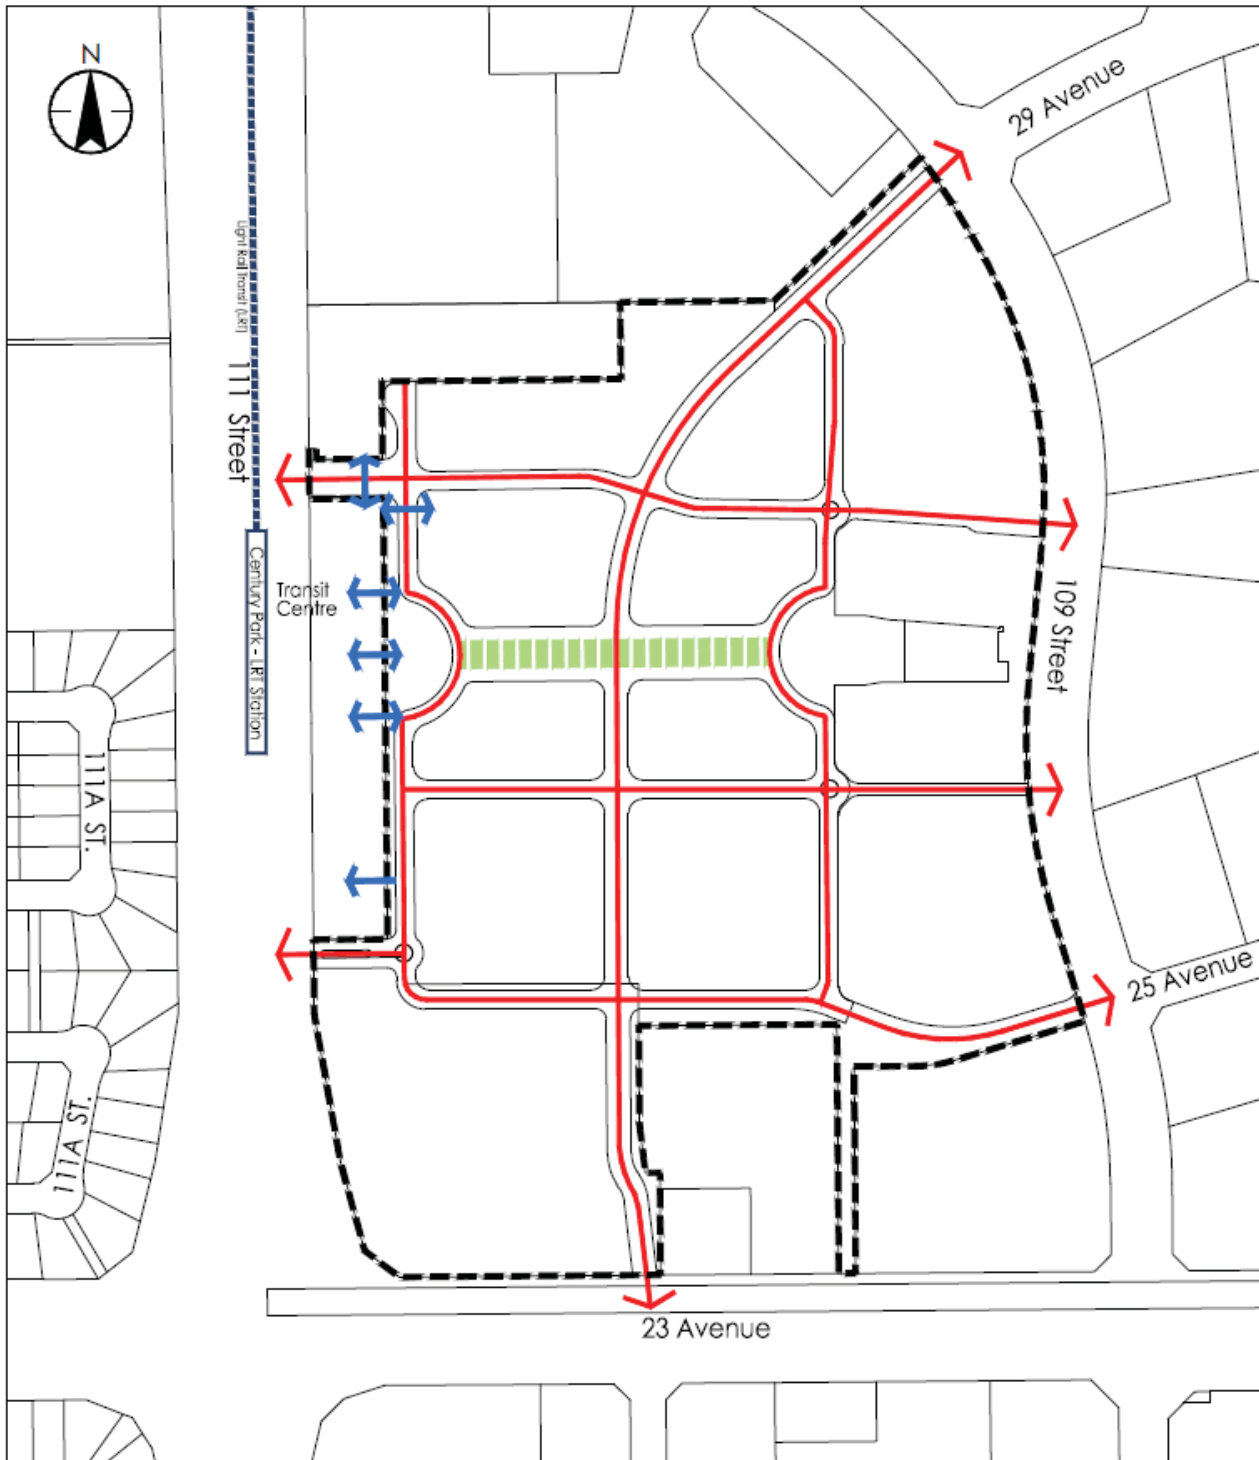 N
29 Avenue
Light Rail Transit (LRT)
111 Street
Century Park - LRT Station
Transit
Centre
109 Street
111A ST.
25 Avenue
111A ST.
23 Avenue